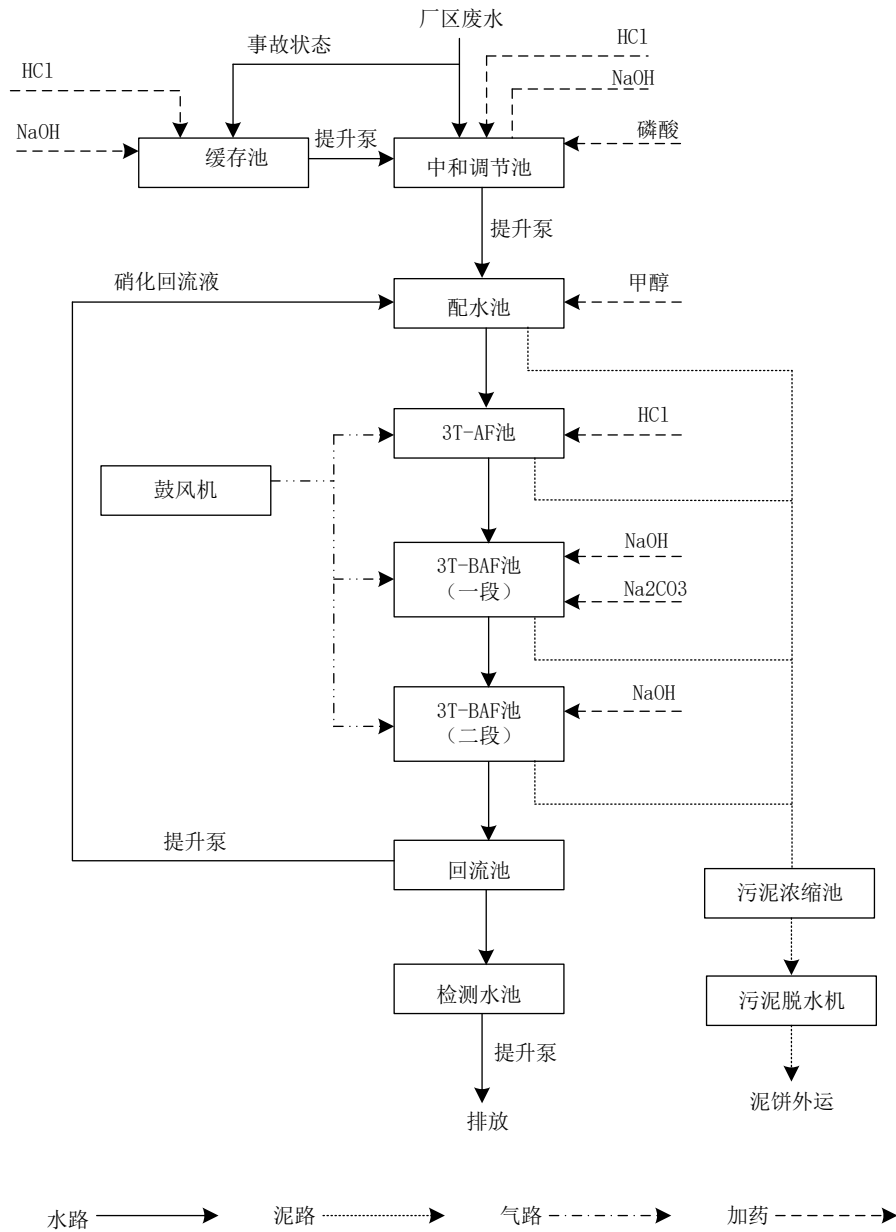 厂区废水
事故状态
HCl
HCl
NaOH
NaOH
提升泵
磷酸
缓存池
中和调节池
提升泵
硝化回流液
甲醇
配水池
3T-AF池
HCl
鼓风机
NaOH
3T-BAF池
（一段）
Na2CO3
NaOH
3T-BAF池
（二段）
提升泵
回流池
污泥浓缩池
检测水池
污泥脱水机
提升泵
泥饼外运
排放
水路
泥路
气路
加药